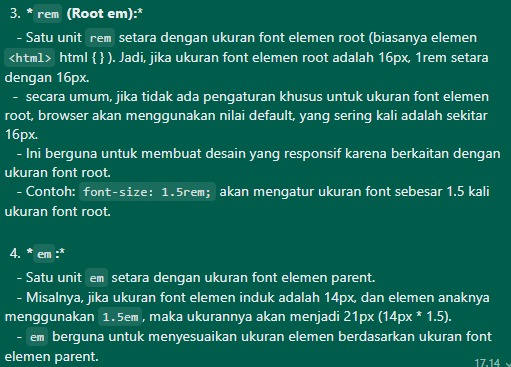 3. *rem (Root em):*
- Satu unit rem setara dengan ukuran font elemen root (biasanya elemen
<html> html { } ). Jadi, jika ukuran font elemen root adalah 16px, 1rem setara
dengan 16px.
- secara umum, jika tidak ada pengaturan khusus untuk ukuran font elemen
root, browser akan menggunakan nilai default, yang sering kali adalah sekitar
16px.
- Ini berguna untuk membuat desain yang responsif karena berkaitan dengan
ukuran font root.
- Contoh: font-size: 1.5rem; akan mengatur ukuran font sebesar 1.5 kali
ukuran font root.
4. *em:*
- Satu unit em setara dengan ukuran font elemen parent.
- Misalnya, jika ukuran font elemen induk adalah 14px, dan elemen anaknya
menggunakan 1.5em, maka ukurannya akan menjadi 21px (14px * 1.5).
- em berguna untuk menyesuaikan ukuran elemen berdasarkan ukuran font
elemen parent.
17.14